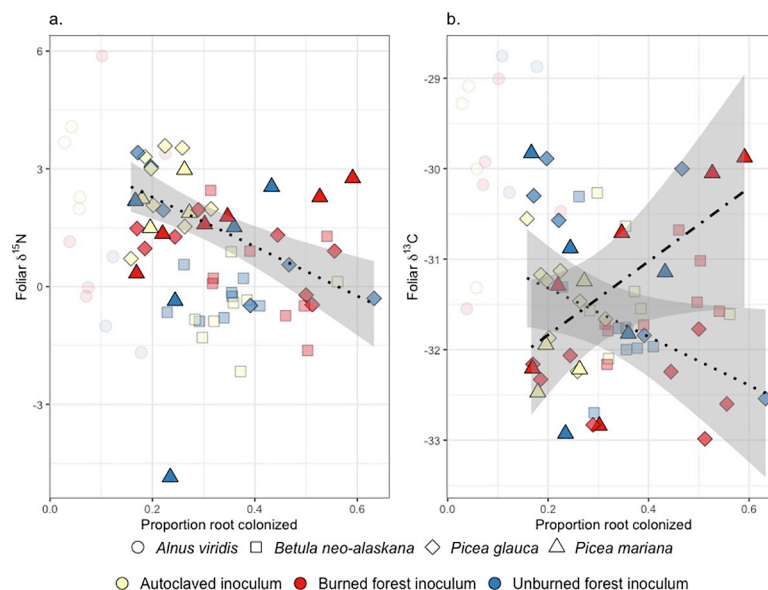 a.
b.
6
3
0
-3
Foliar δ15N
0.0
0.2
0.4
0.6
Proportion root colonized
-29
-30
-31
-32
-33
Foliar δ13C
0.0
0.2
0.4
0.6
Proportion root colonized
Alnus viridis
Betula neo-alaskana
Picea glauca
Picea mariana
Autoclaved inoculum
Burned forest inoculum
Unburned forest inoculum